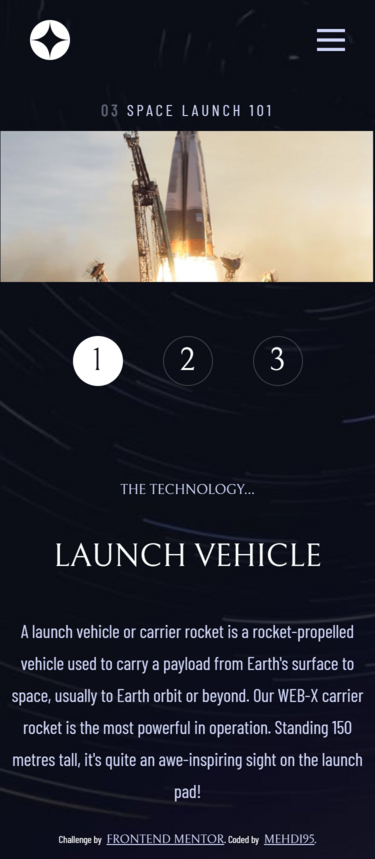 03 SPACE LAUNCH 101
1 2 3
THE TECHNOLOGY...
LAUNCH VEHICLE
A launch vehicle or carrier rocket is a rocket-propelled
vehicle used to carry a payload from Earth's surface to
space, usually to Earth orbit or beyond. Our WEB-X carrier
rocket is the most powerful in operation. Standing 150
metres tall, it's quite an awe-inspiring sight on the launch
pad!
Challenge by FRONTEND MENTOR. Coded by MEHDI95.